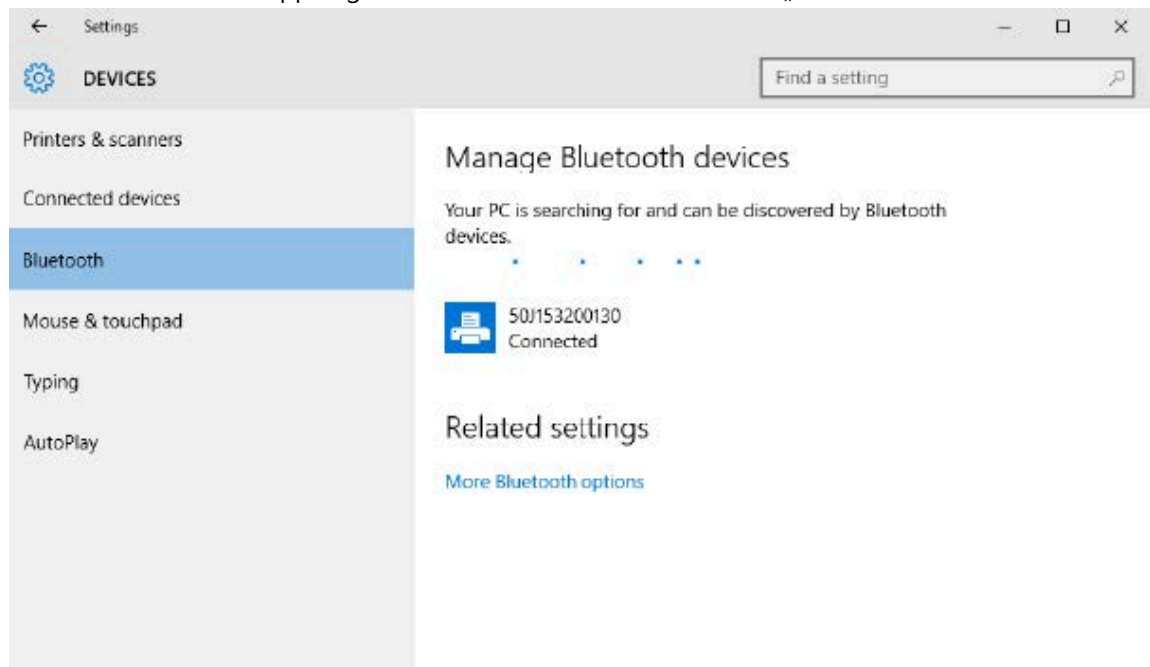 Settings
DEVICES
Find a setting
Printers & scanners
Connected devices
Bluetooth
Mouse & touchpad
Typing
AutoPlay
Manage Bluetooth devices
Your PC is searching for and can be discovered by Bluetooth
devices.
50J153200130
Connected
Related settings
More Bluetooth options